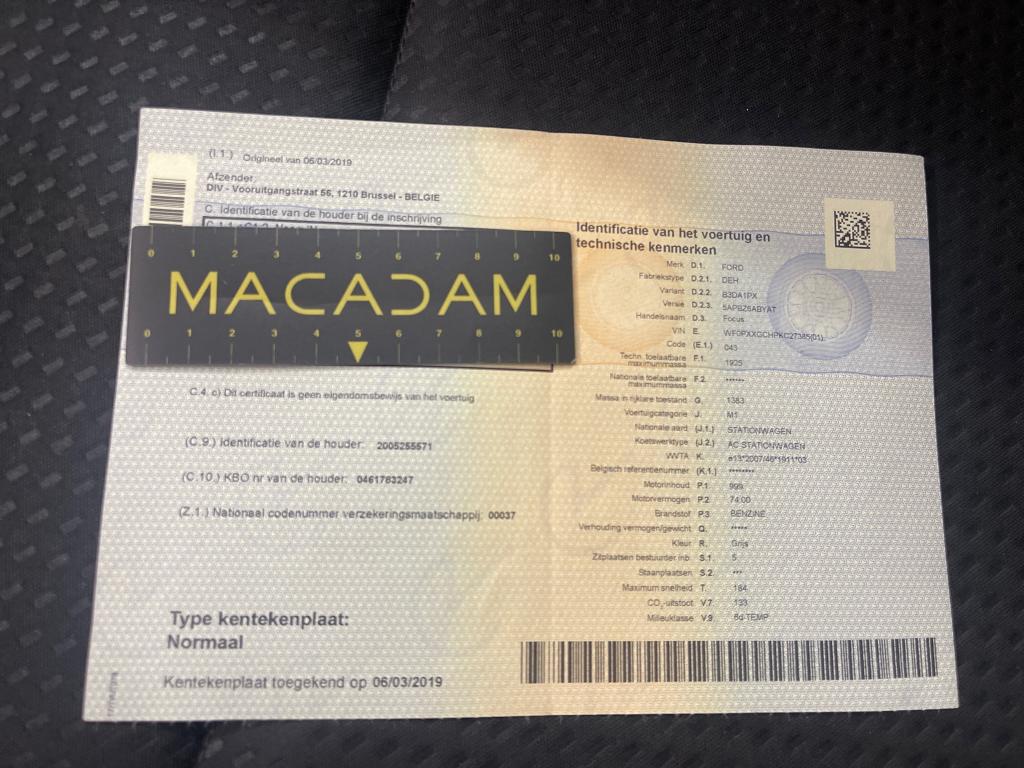 (I.1.) Origineel van 06/03/2019
Afzender:
DIV - Vooruitgangstraat 56, 1210 Brussel - BELGIE
C. Identificatie van de houder bij de inschrijving
0 1 2 3 4 5 6 7 8 9 10
MACADAM
0 1 2 3 4 5 6 7 8 9 10
C.4. c) Dit certificaat is geen eigendomsbewijs van het voertuig
(C.9.) Identificatie van de houder: 2005255571
(C.10.) KBO nr van de houder: 0461763247
(Z.1.) Nationaal codenummer verzekeringsmaatschappij: 00037
Type kentekenplaat:
Normaal
Kentekenplaat toegekend op 06/03/2019
Identificatie van het voertuig en
technische kenmerken
Merk D.1. FORD
Fabriekstype D.2.1. DEH
Variant D.2.2. B3DA1PX
Versie D.2.3. 5APBZ6ABYAT
Handelsnaam D.3. Focus
VIN E. WF0PXXGCHPKC27385(01)
Code (E.1.) 043
Techn. toelaatbare
maximummassa F.1. 1925
Nationale toelaatbare
maximummassa F.2. ******
Massa in rijklare toestand G. 1383
Voertuigcategorie J. M1
Nationale aard (J.1.) STATIONWAGEN
Koetswerktype (J.2.) AC STATIONWAGEN
WVTA K. e13*2007/46*1911*03
Belgisch referentienummer (K.1.) ********
Motorinhoud P.1. 999
Motorvermogen P.2. 74.00
Brandstof P.3. BENZINE
Verhouding vermogen/gewicht Q. *****
Kleur R. Grijs
Zitplaatsen bestuurder inb. S.1. 5
Staanplaatsen S.2. ***
Maximum snelheid T. 184
CO₂-uitstoot V.7. 133
Milieuklasse V.9. 6d-TEMP